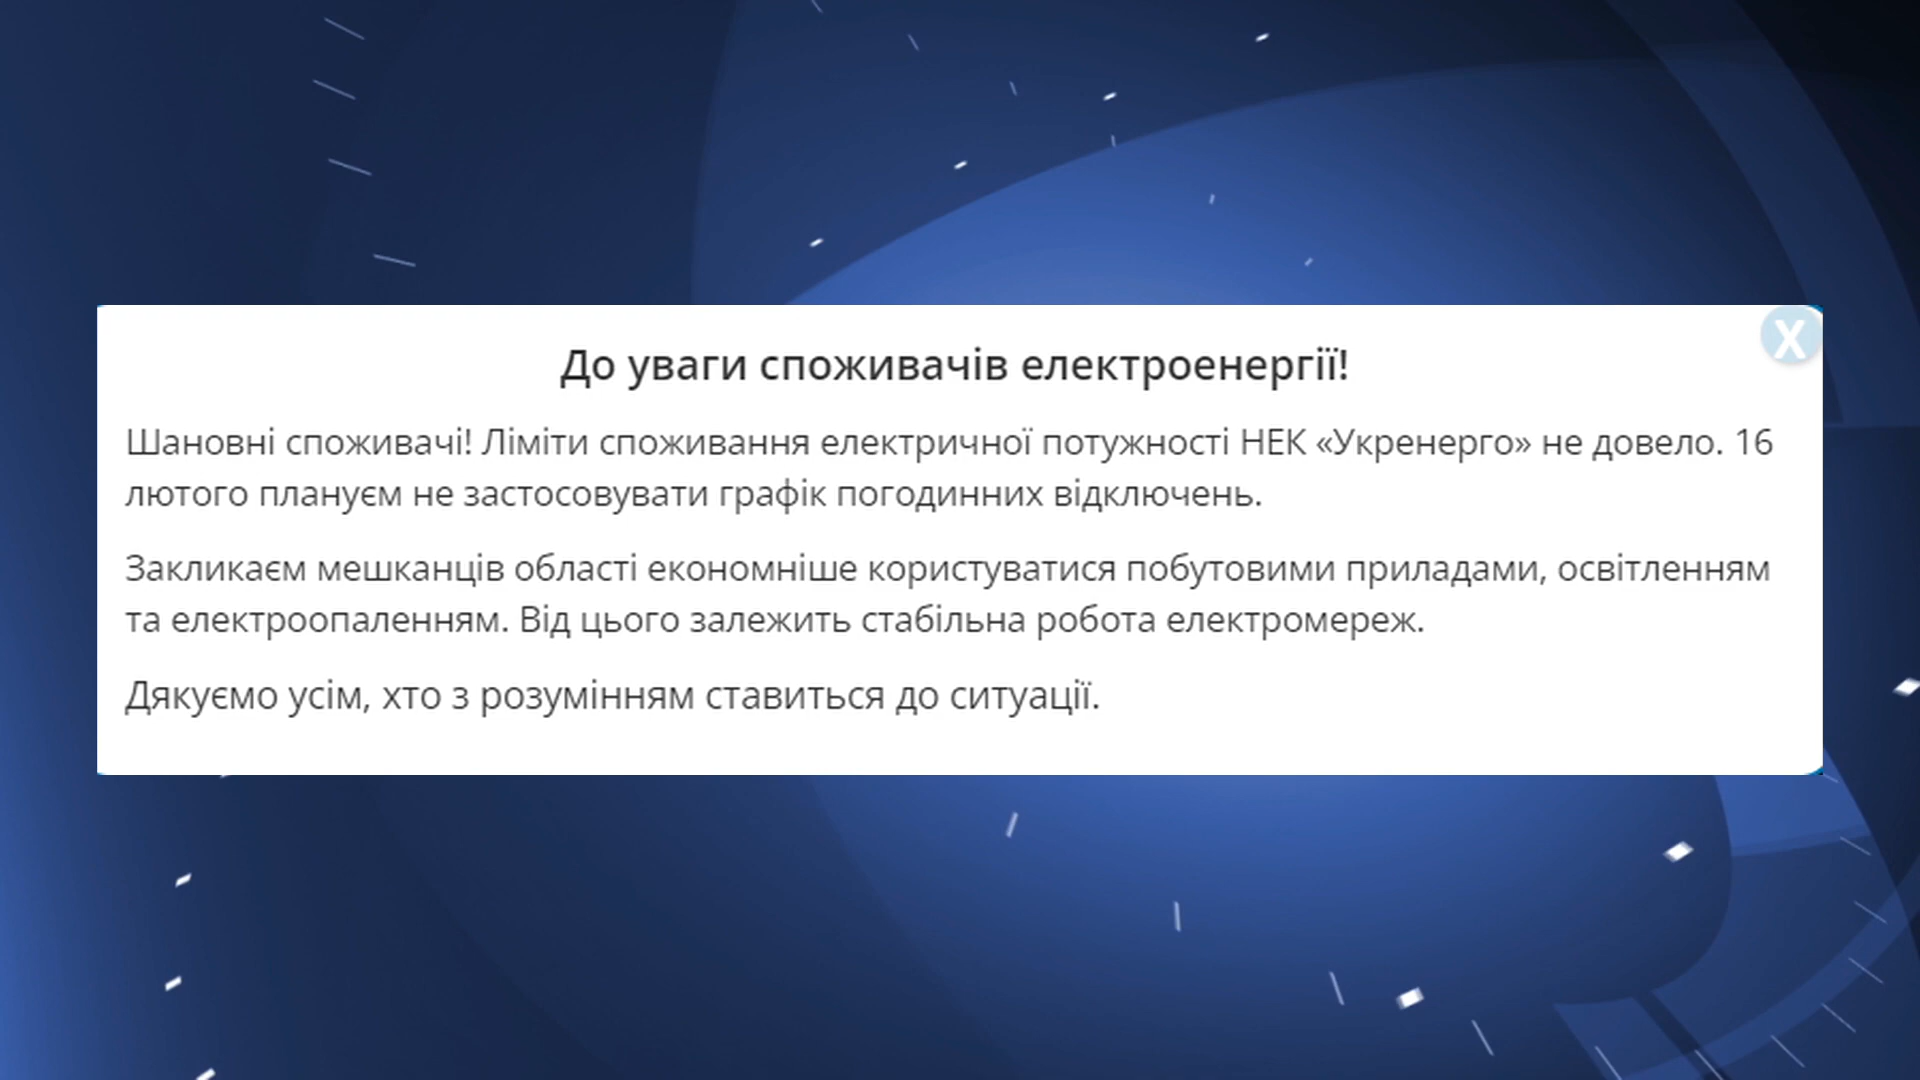 До уваги споживачів електроенергії!
X
Шановні споживачі! Ліміти споживання електричної потужності НЕК «Укренерго» не довело. 16
лютого плануєм не застосовувати графік погодинних відключень.
Закликаєм мешканців області економніше користуватися побутовими приладами, освітленням
та електроопаленням. Від цього залежить стабільна робота електромереж.
Дякуємо усім, хто з розумінням ставиться до ситуації.